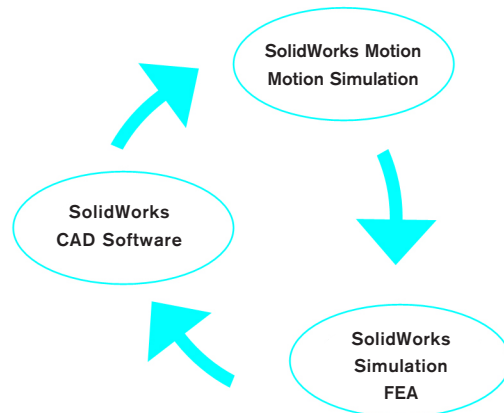 SolidWorks Motion
Motion Simulation
SolidWorks
CAD Software
SolidWorks
Simulation
FEA